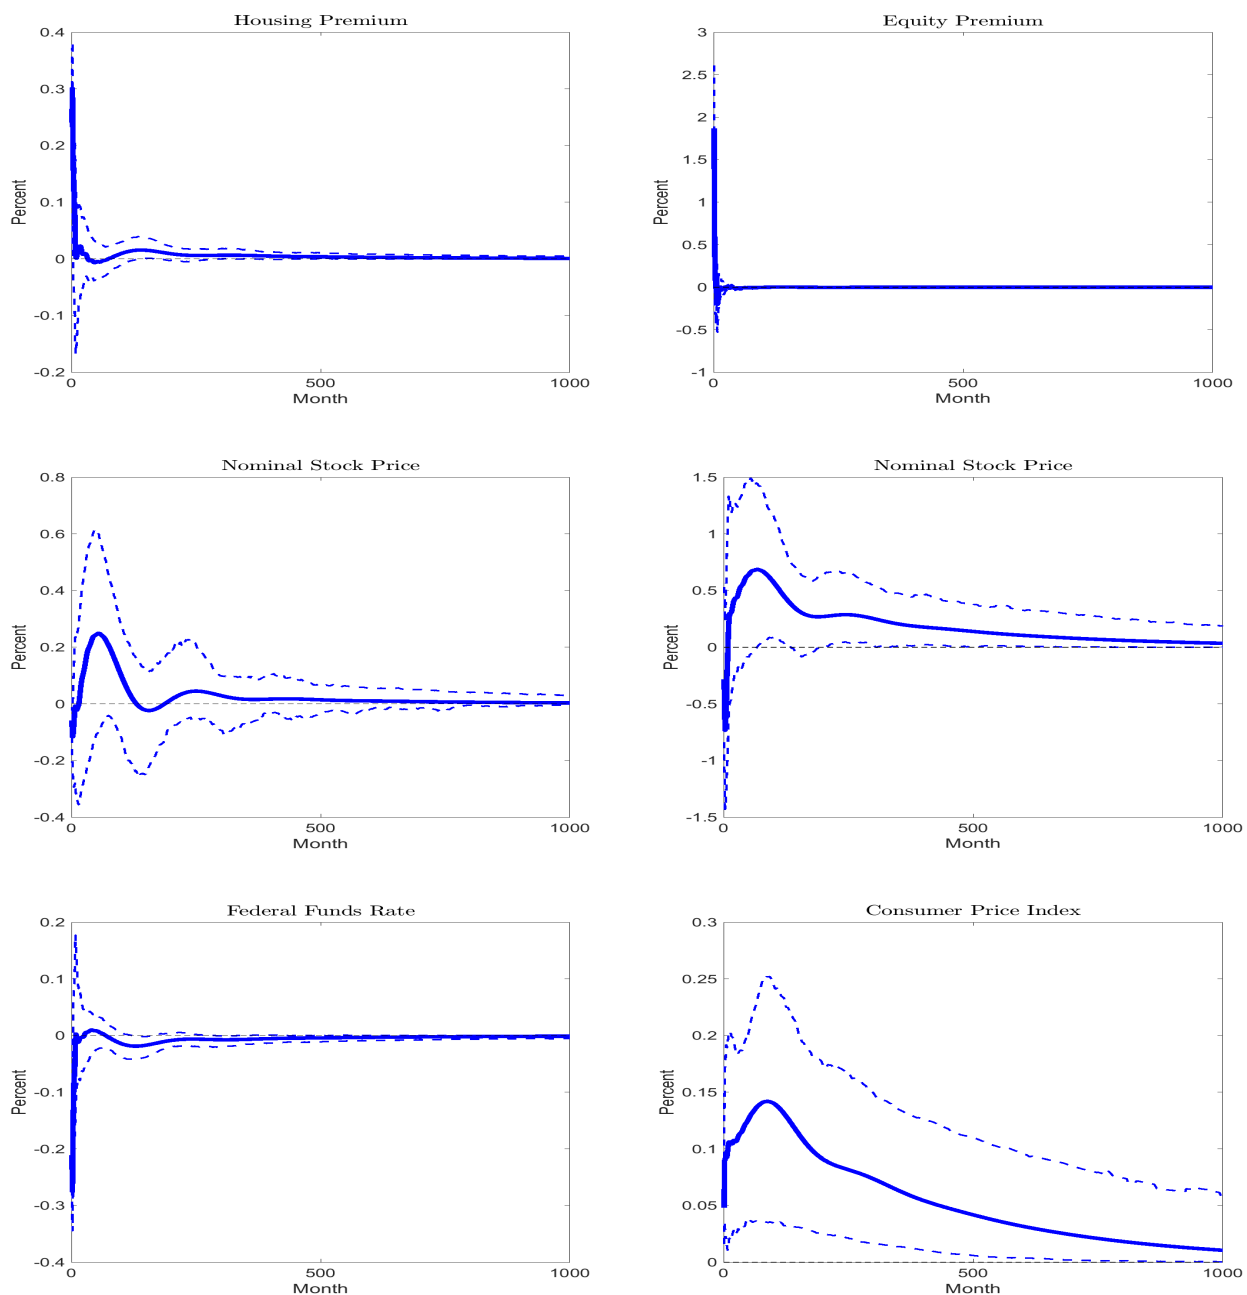 Housing Premium
0.4
0.3
0.2
0.1
0
-0.1
-0.2
Percent
0 500 1000
Month
Equity Premium
3
2.5
2
1.5
1
0.5
0
-0.5
-1
Percent
0 500 1000
Month
Nominal Stock Price
0.8
0.6
0.4
0.2
0
-0.2
-0.4
Percent
0 500 1000
Month
Nominal Stock Price
1.5
1
0.5
0
-0.5
-1
-1.5
Percent
0 500 1000
Month
Federal Funds Rate
0.2
0.1
0
-0.1
-0.2
-0.3
-0.4
Percent
0 500 1000
Month
Consumer Price Index
0.3
0.25
0.2
0.15
0.1
0.05
0
Percent
0 500 1000
Month